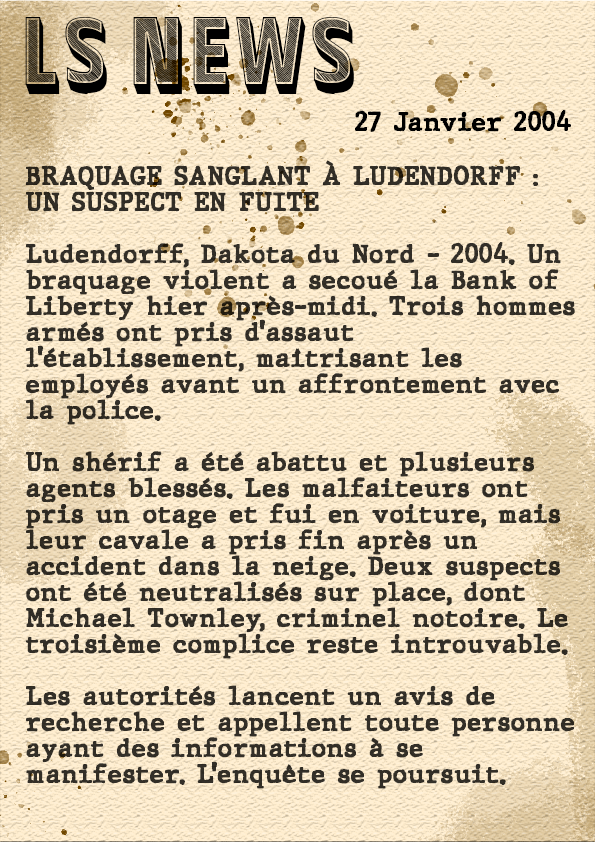 LS NEWS
27 Janvier 2004
BRAQUAGE SANGLANT À LUDENDORFF :
UN SUSPECT EN FUITE
Ludendorff, Dakota du Nord - 2004. Un
braquage violent a secoué la Bank of
Liberty hier après-midi. Trois hommes
armés ont pris d'assaut
l'établissement, maitrisant les
employés avant un affrontement avec
la police.
Un shérif a été abattu et plusieurs
agents blessés. Les malfaiteurs ont
pris un otage et fui en voiture, mais
leur cavale a pris fin après un
accident dans la neige. Deux suspects
ont été neutralisés sur place, dont
Michael Townley, criminel notoire. Le
troisième complice reste introuvable.
Les autorités lancent un avis de
recherche et appellent toute personne
ayant des informations à se
manifester. L'enquête se poursuit.